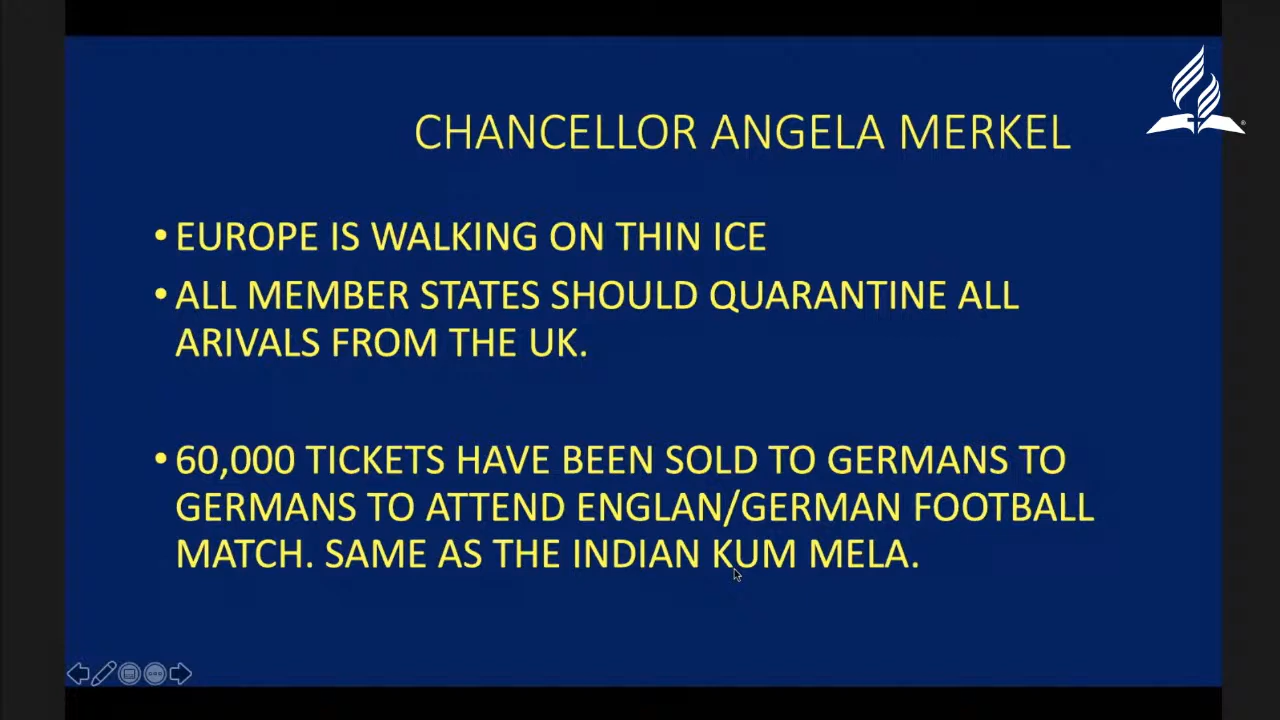 CHANCELLOR ANGELA MERKEL
• EUROPE IS WALKING ON THIN ICE
• ALL MEMBER STATES SHOULD QUARANTINE ALL
ARIVALS FROM THE UK.
• 60,000 TICKETS HAVE BEEN SOLD TO GERMANS TO
GERMANS TO ATTEND ENGLAN/GERMAN FOOTBALL
MATCH. SAME AS THE INDIAN KUM MELA.